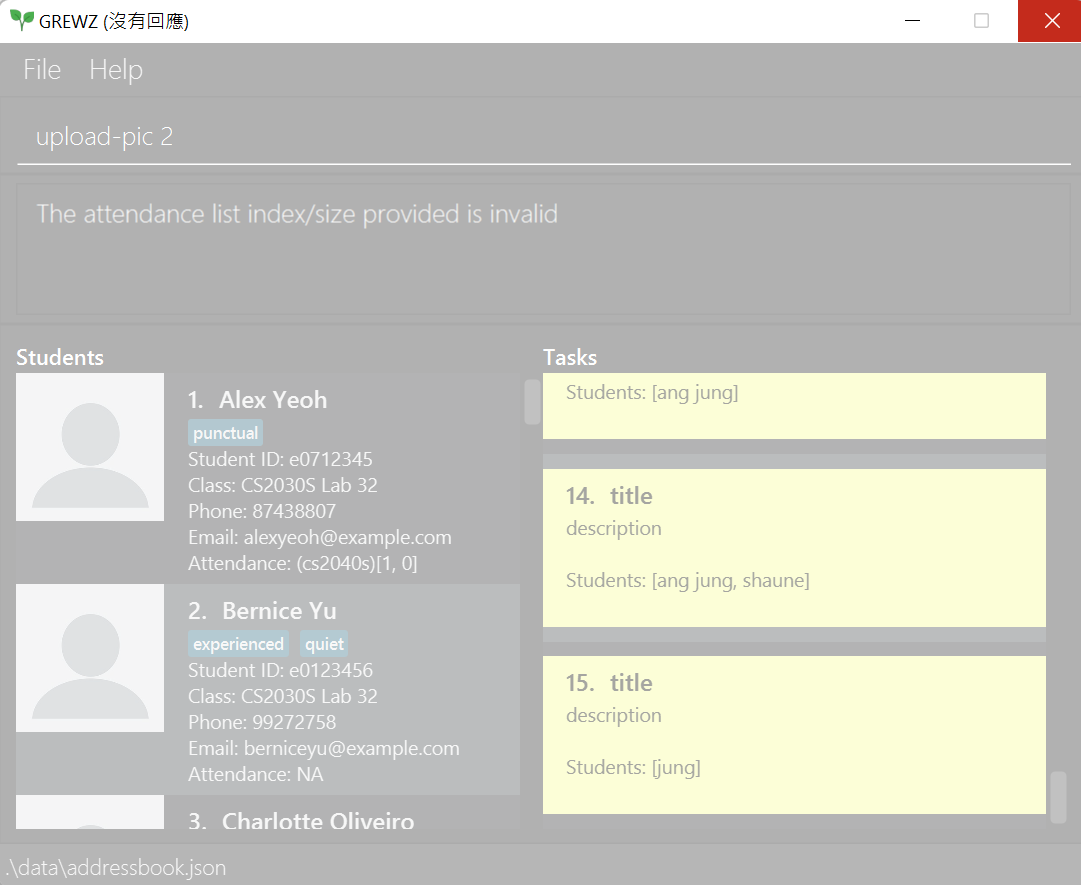 GREWZ (沒有回應)
File Help
upload-pic 2
The attendance list index/size provided is invalid
Students
1. Alex Yeoh
punctual
Student ID: e0712345
Class: CS2030S Lab 32
Phone: 87438807
Email: alexyeoh@example.com
Attendance: (cs2040s)[1, 0]
2. Bernice Yu
experienced quiet
Student ID: e0123456
Class: CS2030S Lab 32
Phone: 99272758
Email: berniceyu@example.com
Attendance: NA
3. Charlotte Oliveiro
Tasks
Students: [ang jung]
14. title
description
Students: [ang jung, shaune]
15. title
description
Students: [jung]
.\data\addressbook.json